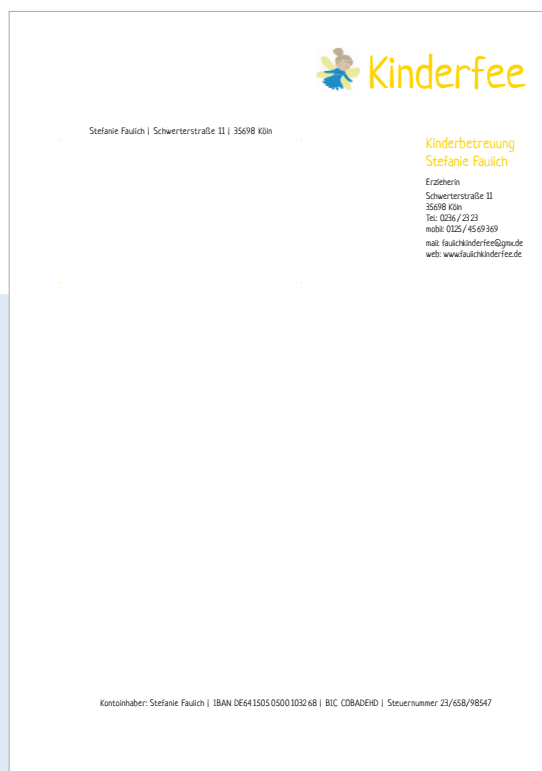 Kinderfee
Stefanie Faulich | Schwerterstraße 11 | 35698 Köln
Kinderbetreuung
Stefanie Faulich
Erzieherin
Schwerterstraße 11
35698 Köln
Tel.: 0236 / 23 23
mobil: 0125 / 45 69 369
mail: faulichkinderfee@gmx.de
web: www.faulichkinderfee.de
Kontoinhaber: Stefanie Faulich | IBAN DE64 1505 0500 0103 2 68 | BIC COBADEHD | Steuernummer 23/658/98547